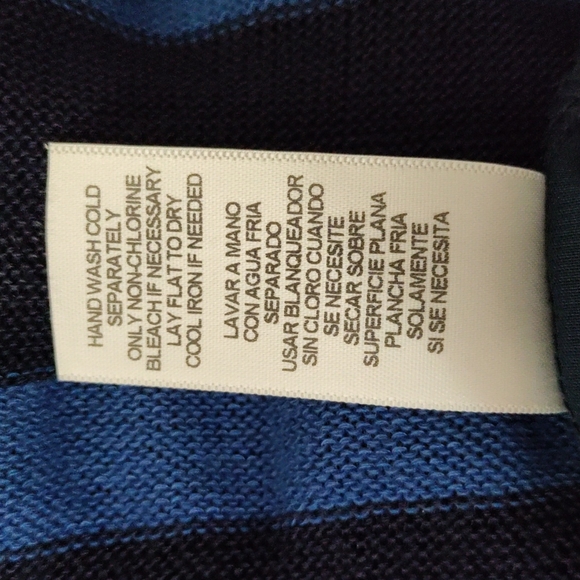 HAND WASH COLD
SEPARATELY
ONLY NON-CHLORINE
BLEACH IF NECESSARY
LAY FLAT TO DRY
COOL IRON IF NEEDED
LAVAR A MANO
CON AGUA FRIA
SEPARADO
USAR BLANQUEADOR
SIN CLORO CUANDO
SE NECESITE
SECAR SOBRE
SUPERFICIE PLANA
PLANCHA FRIA
SOLAMENTE
SI SE NECESITA